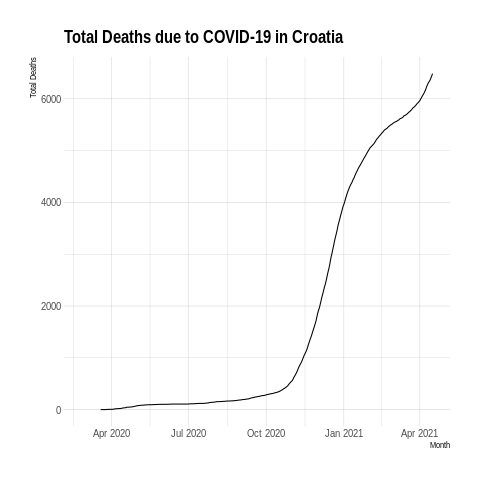 Total Deaths due to COVID-19 in Croatia
Total Deaths
6000
4000
2000
0
Apr 2020 Jul 2020 Oct 2020 Jan 2021 Apr 2021
Month